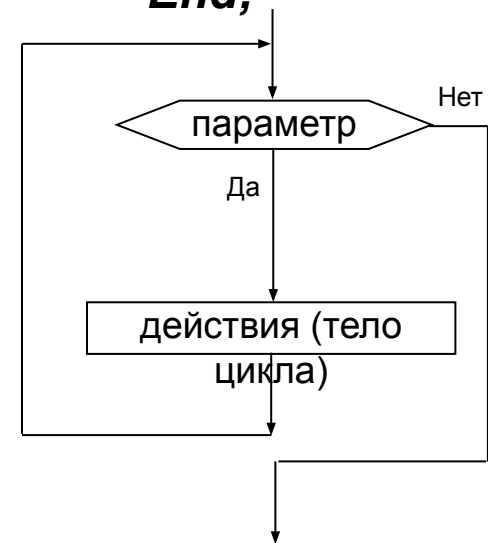 End;
Нет
параметр
Да
действия (тело
цикла)